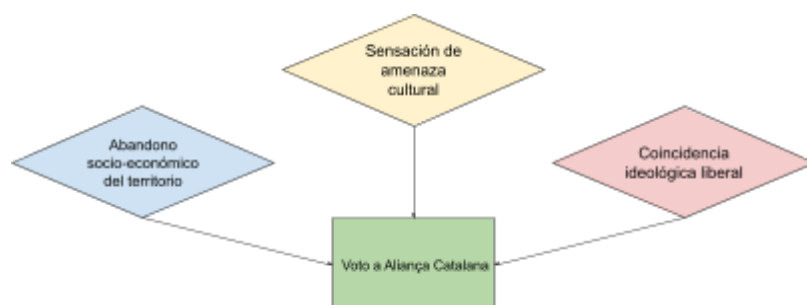 Sensación de
amenaza
cultural
Abandono
socio-económico
del territorio
Coincidencia
ideológica liberal
Voto a Aliança Catalana